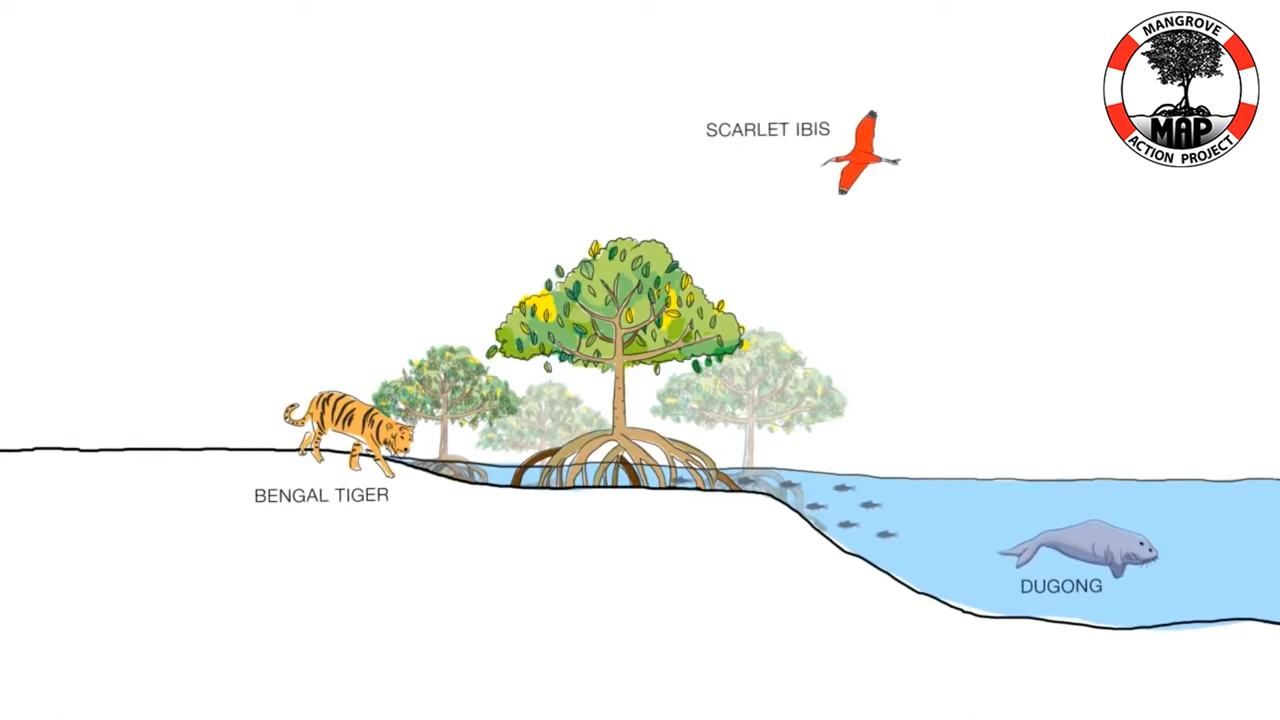 MANGROVE
MAP
ACTION PROJECT
SCARLET IBIS
BENGAL TIGER
DUGONG